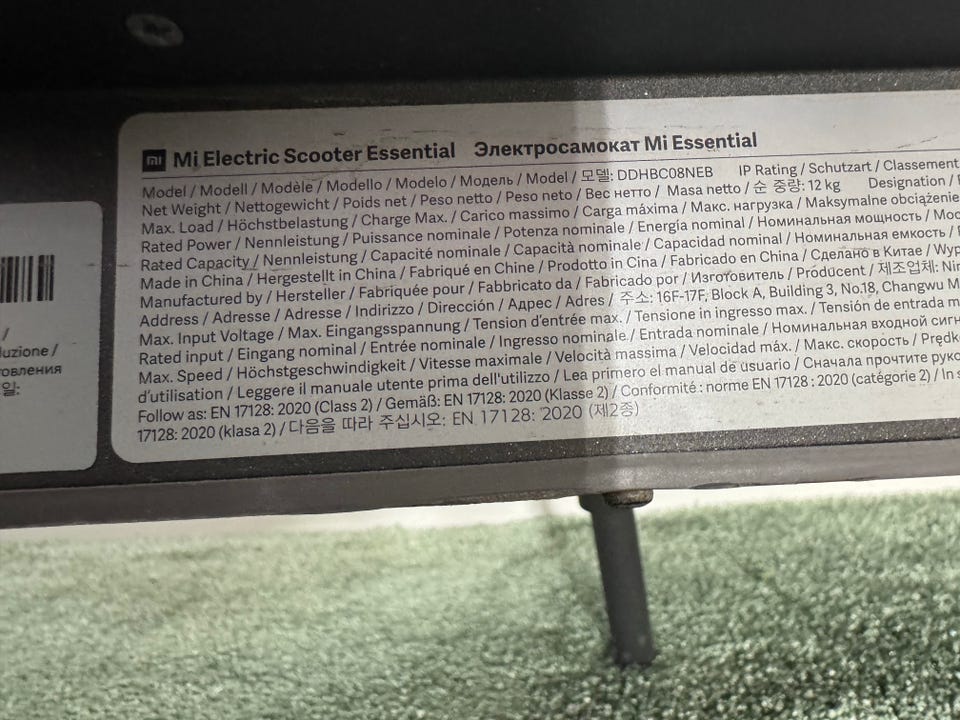 mi Mi Electric Scooter Essential Электросамокат Mi Essential
Model / Modell / Modèle / Modello / Modelo / Модель / Model / 모델: DDHBC08NEB IP Rating / Schutzart / Classement
Net Weight / Nettogewicht / Poids net / Peso netto / Peso neto / Вес нетто / Masa netto / 순 중량: 12 kg Designation /
Max. Load / Höchstbelastung / Charge Max. / Carico massimo / Carga máxima / Макс. нагрузка / Maksymalne obciążenie
Rated Power / Nennleistung / Puissance nominale / Potenza nominale / Energía nominal / Номинальная мощность / Moc
Rated Capacity / Nennleistung / Capacité nominale / Capacità nominale / Capacidad nominal / Номинальная емкость /
Made in China / Hergestellt in China / Fabriqué en Chine / Prodotto in Cina / Fabricado en China / Сделано в Китае / Wyp
Manufactured by / Hersteller / Fabriquée pour / Fabbricato da / Fabricado por / Изготовитель / Producent / 제조업체: Nin
Address / Adresse / Adresse / Indirizzo / Dirección / Адрес / Adres / 주소: 16F-17F, Block A, Building 3, No.18, Changwu M
Max. Input Voltage / Max. Eingangsspannung / Tension d'entrée max. / Tensione in ingresso max. / Tensión de entrada m
Rated input / Eingang nominal / Entrée nominale / Ingresso nominale / Entrada nominale / Номинальная входной сигн
Max. Speed / Höchstgeschwindigkeit / Vitesse maximale / Velocità massima / Velocidad máx. / Макс. скорость / Prędk
d'utilisation / Leggere il manuale utente prima dell'utilizzo / Lea primero el manual de usuario / Сначала прочтите руко
Follow as: EN 17128: 2020 (Class 2) / Gemäß: EN 17128: 2020 (Klasse 2) / Conformité : norme EN 17128 : 2020 (catégorie 2) / In s
17128: 2020 (klasa 2) / 다음을 따라 주십시오: EN 17128: 2020 (제2종)
/
luzione /
товления
일: